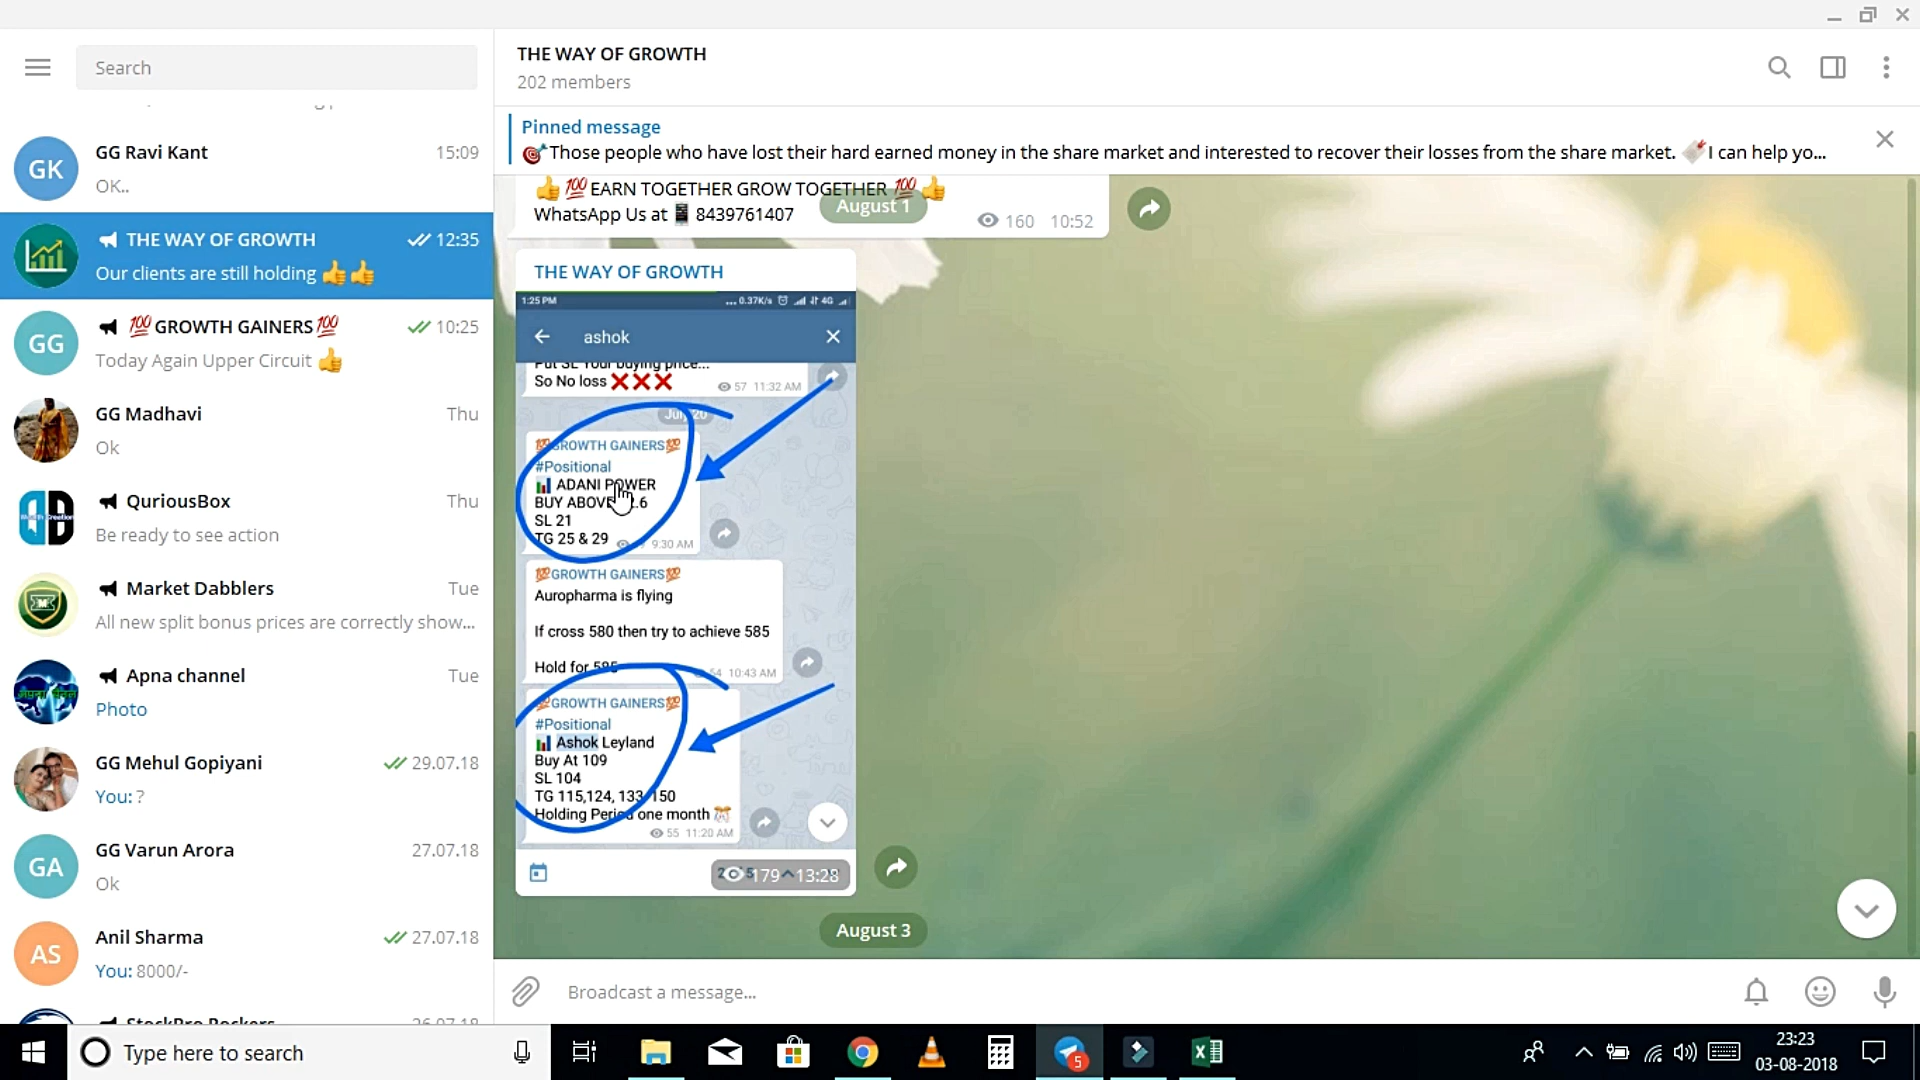 Search
GK
GG Ravi Kant
15:09
OK..
THE WAY OF GROWTH
12:35
Our clients are still holding 👍👍
GG
💯GROWTH GAINERS💯
10:25
Today Again Upper Circuit 👍
GG Madhavi
Thu
Ok
QuriousBox
Thu
Be ready to see action
Market Dabblers
Tue
All new split bonus prices are correctly show...
Apna channel
Tue
Photo
GG Mehul Gopiyani
29.07.18
You: ?
GA
GG Varun Arora
27.07.18
Ok
AS
Anil Sharma
27.07.18
You: 8000/-
THE WAY OF GROWTH
202 members
Pinned message
🎯Those people who have lost their hard earned money in the share market and interested to recover their losses from the share market. I can help yo...
👍💯EARN TOGETHER GROW TOGETHER 💯👍
WhatsApp Us at 📱 8439761407
August 1
160 10:52
THE WAY OF GROWTH
1:25 PM
... 0.37K/s 4G
ashok
Put SL Your buying price...
So No loss ❌❌❌
57 11:32 AM
💯GROWTH GAINERS💯
#Positional
📊 ADANI POWER
BUY ABOVE
SL 21
TG 25 & 29
9:30 AM
💯GROWTH GAINERS💯
Auropharma is flying
If cross 580 then try to achieve 585
Hold for 595
54 10:43 AM
💯GROWTH GAINERS💯
#Positional
📊 Ashok Leyland
Buy At 109
SL 104
TG 115,124, 133, 150
Holding Period one month
55 11:20 AM
179 13:28
August 3
Broadcast a message...
Type here to search
5
23:23
03-08-2018